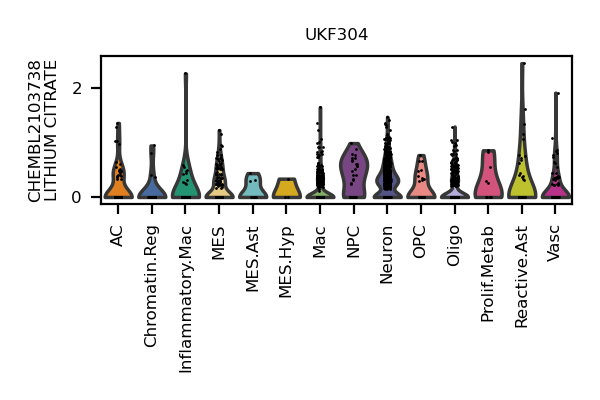 UKF304
CHEMBL2103738
LITHIUM CITRATE
2
0
AC
Chromatin.Reg
Inflammatory.Mac
MES
MES.Ast
MES.Hyp
Mac
NPC
Neuron
OPC
Oligo
Prolif.Metab
Reactive.Ast
Vasc